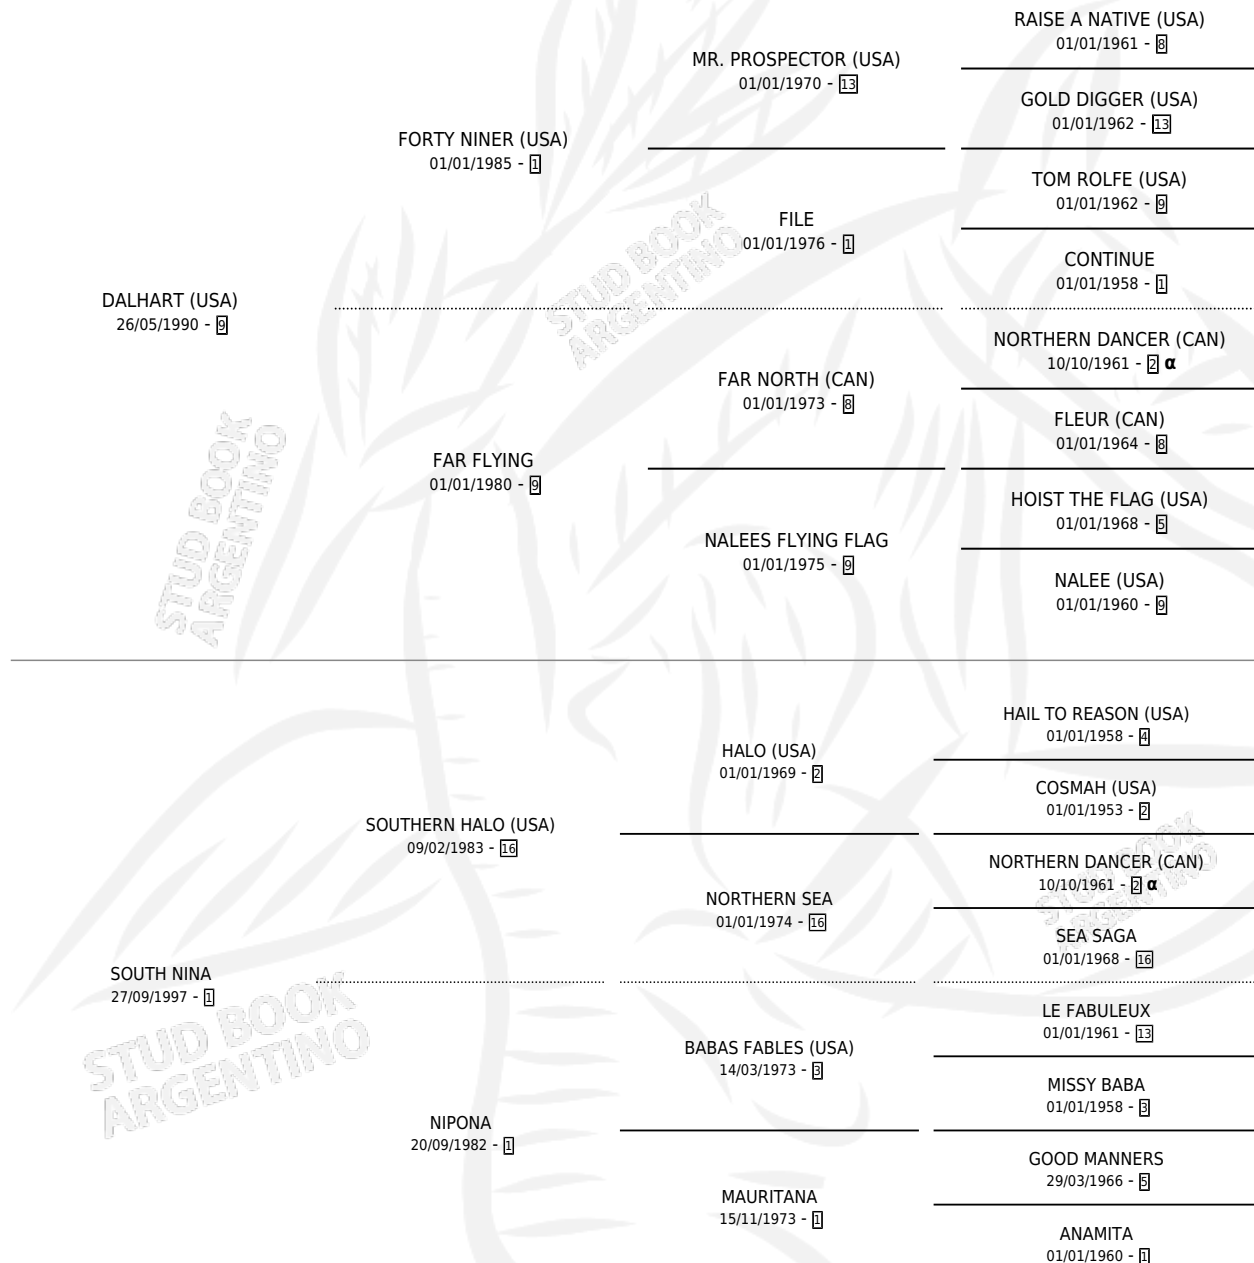 RAISE A NATIVE (USA)
01/01/1961 - 8
MR. PROSPECTOR (USA)
01/01/1970 - 13
GOLD DIGGER (USA)
01/01/1962 - 13
FORTY NINER (USA)
01/01/1985 - 1
TOM ROLFE (USA)
01/01/1962 - 9
FILE
01/01/1976 - 1
CONTINUE
01/01/1958 - 1
DALHART (USA)
26/05/1990 - 9
NORTHERN DANCER (CAN)
10/10/1961 - 2 α
FAR NORTH (CAN)
01/01/1973 - 8
FLEUR (CAN)
01/01/1964 - 8
FAR FLYING
01/01/1980 - 9
HOIST THE FLAG (USA)
01/01/1968 - 5
NALEES FLYING FLAG
01/01/1975 - 9
NALEE (USA)
01/01/1960 - 9
HAIL TO REASON (USA)
01/01/1958 - 4
HALO (USA)
01/01/1969 - 2
COSMAH (USA)
01/01/1953 - 2
SOUTHERN HALO (USA)
09/02/1983 - 16
NORTHERN DANCER (CAN)
10/10/1961 - 2 α
NORTHERN SEA
01/01/1974 - 16
SEA SAGA
01/01/1968 - 16
SOUTH NINA
27/09/1997 - 1
LE FABULEUX
01/01/1961 - 13
BABAS FABLES (USA)
14/03/1973 - 3
MISSY BABA
01/01/1958 - 3
NIPONA
20/09/1982 - 1
GOOD MANNERS
29/03/1966 - 5
MAURITANA
15/11/1973 - 1
ANAMITA
01/01/1960 - 1
STUD BOOK
ARGENTINO
STUD BOOK
ARGENTINO
STUD BOOK
ARGENTINO
STUD BOOK
ARGENTINO